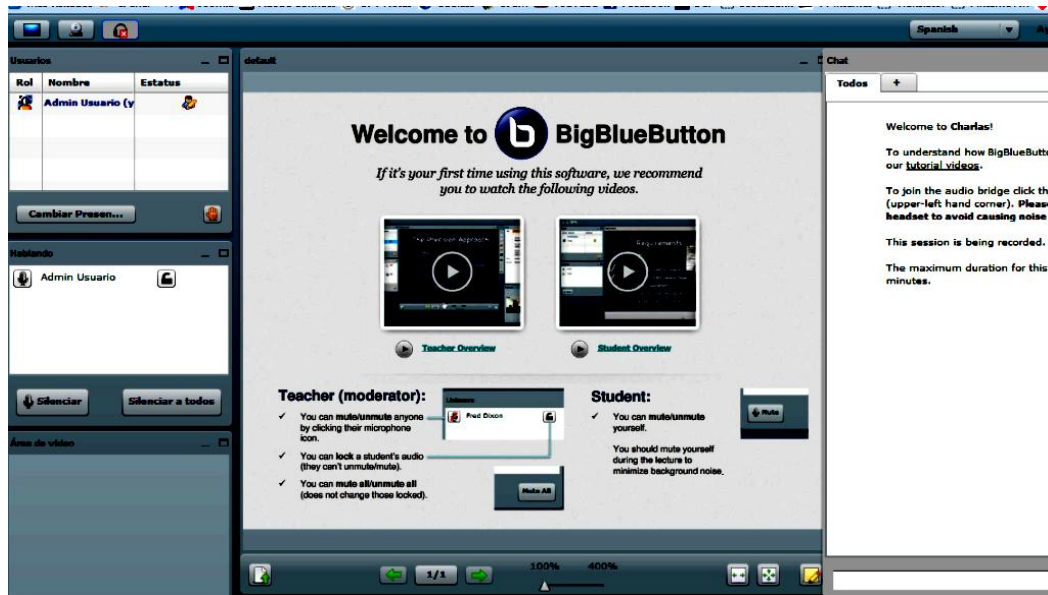 Spanish
Usuarios
Rol Nombre Estatus
Admin Usuario (y
Cambiar Presen...
Hablando
Admin Usuario
Silenciar
Silenciar a todos
Área de vídeo
default
Welcome to BigBlueButton
If it's your first time using this software, we recommend
you to watch the following videos.
The Precision Approach
Requirements
Teacher Overview
Student Overview
Teacher (moderator):
✓ You can mute/unmute anyone
by clicking their microphone
icon.
✓ You can lock a student's audio
(they can't unmute/mute).
✓ You can mute all/unmute all
(does not change those locked).
Listeners
Fred Dixon
Mute All
Student:
✓ You can mute/unmute
yourself.
You should mute yourself
during the lecture to
minimize background noise.
Mute
1/1
100% 400%
Chat
Todos +
Welcome to Charlas!
To understand how BigBlueButto
our tutorial videos.
To join the audio bridge click th
(upper-left hand corner). Please
headset to avoid causing noise
This session is being recorded.
The maximum duration for this
minutes.